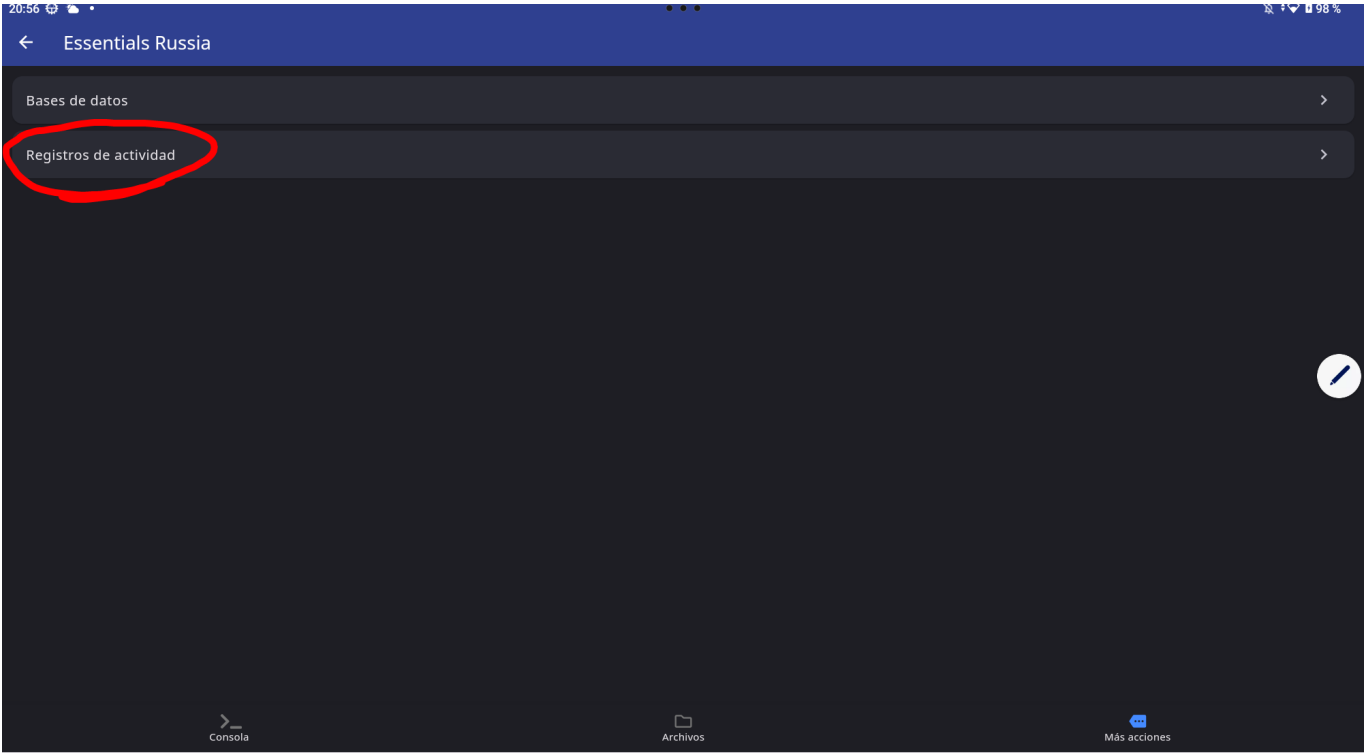 20:56
98 %
Essentials Russia
Bases de datos
Registros de actividad
Consola
Archivos
Más acciones